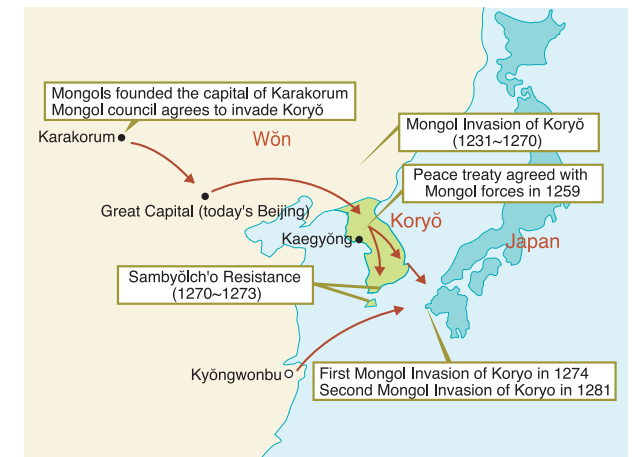 Mongols founded the capital of Karakorum
Mongol council agrees to invade Koryŏ
Karakorum
Wŏn
Mongol Invasion of Koryŏ
(1231~1270)
Peace treaty agreed with
Mongol forces in 1259
Great Capital (today's Beijing)
Koryŏ
Kaegyŏng
Japan
Sambyŏlch'o Resistance
(1270~1273)
Kyŏngwonbu
First Mongol Invasion of Koryo in 1274
Second Mongol Invasion of Koryo in 1281